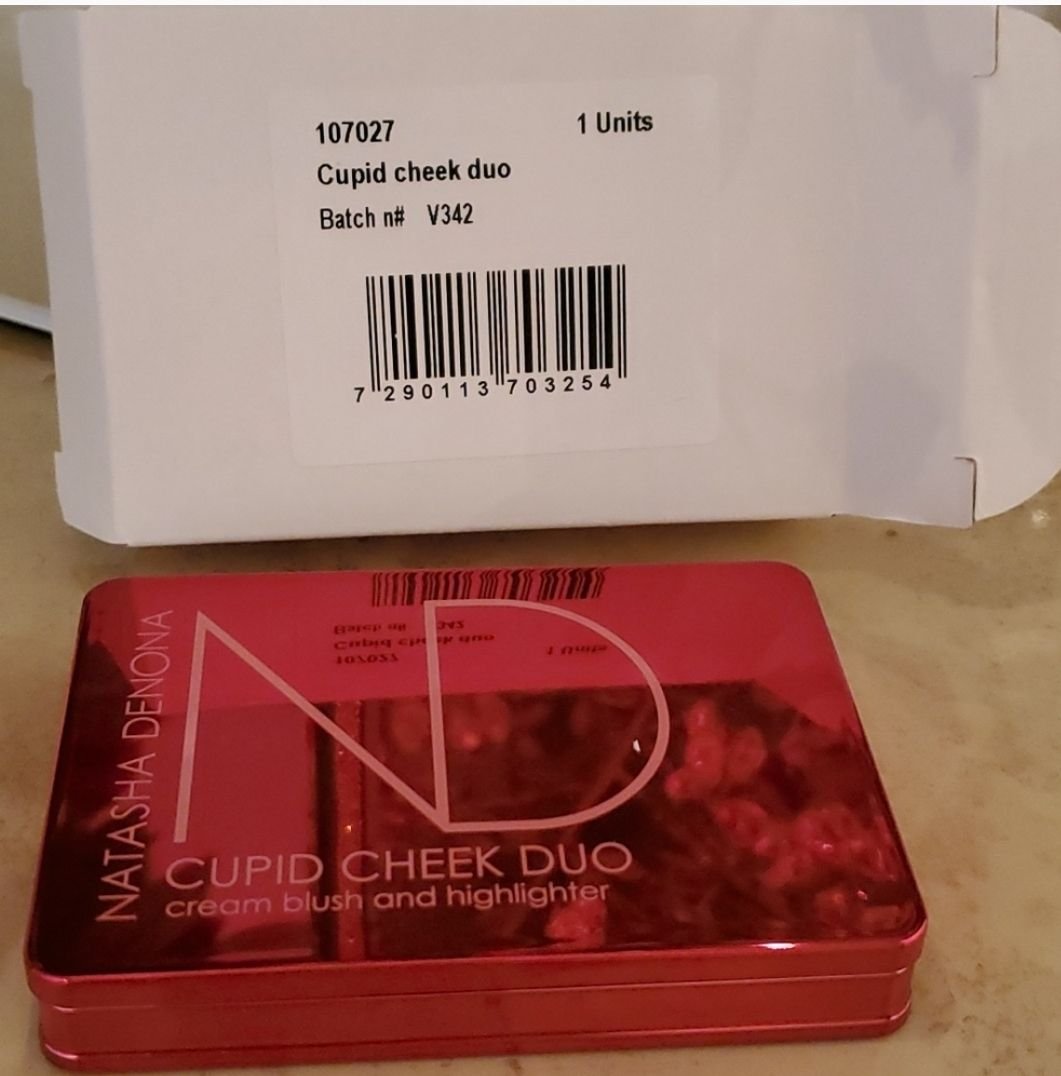 107027 1 Units
Cupid cheek duo
Batch n# V342
7 290113 703254
NATASHA DENONA
ND
CUPID CHEEK DUO
cream blush and highlighter